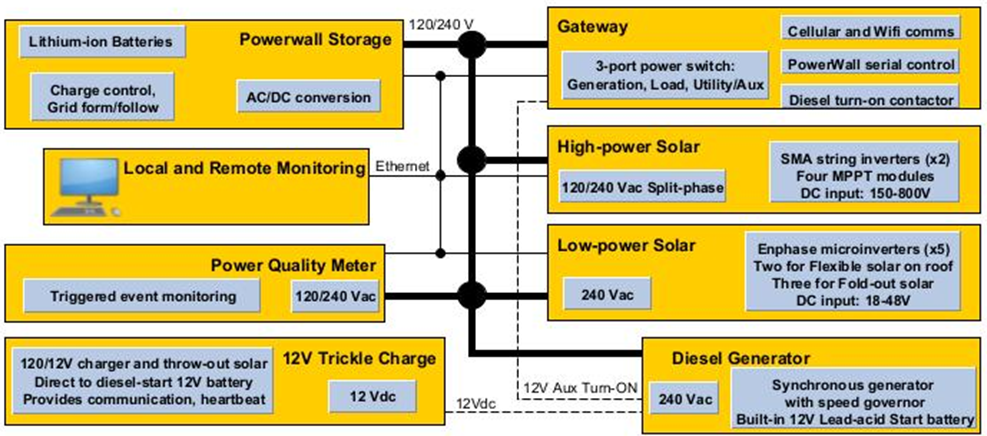 120/240 V
Powerwall Storage
Lithium-ion Batteries
Charge control,
Grid form/follow
AC/DC conversion
Gateway
3-port power switch:
Generation, Load, Utility/Aux
Cellular and Wifi comms
PowerWall serial control
Diesel turn-on contactor
Local and Remote Monitoring
Ethernet
High-power Solar
120/240 Vac Split-phase
SMA string inverters (x2)
Four MPPT modules
DC input: 150-800V
Power Quality Meter
Triggered event monitoring
120/240 Vac
Low-power Solar
240 Vac
Enphase microinverters (x5)
Two for Flexible solar on roof
Three for Fold-out solar
DC input: 18-48V
12V Trickle Charge
120/12V charger and throw-out solar
Direct to diesel-start 12V battery
Provides communication, heartbeat
12 Vdc
12Vdc
12V Aux Turn-ON
Diesel Generator
240 Vac
Synchronous generator
with speed governor
Built-in 12V Lead-acid Start battery